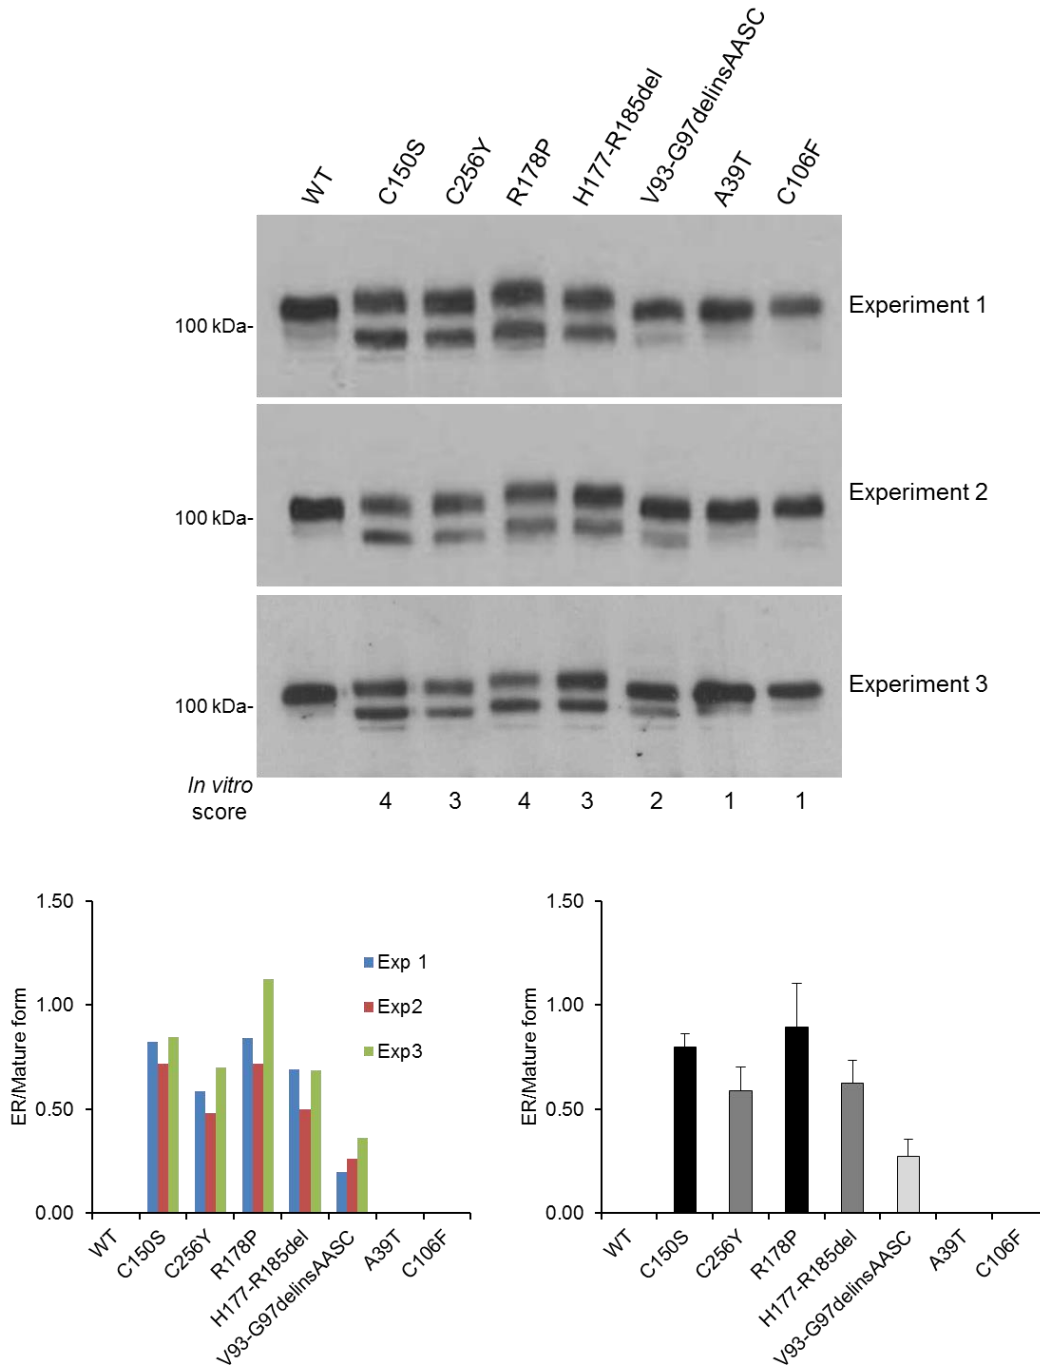 WT
C150S
C256Y
R178P
H177-R185del
V93-G97delinsAASC
A39T
C106F
100 kDa-
Experiment 1
100 kDa-
Experiment 2
100 kDa-
Experiment 3
In vitro
score
4 3 4 3 2 1 1
ER/Mature form
1.50
1.00
0.50
0.00
Exp 1
Exp2
Exp3
WT
C150S
C256Y
R178P
H177-R185del
V93-G97delinsAASC
A39T
C106F
ER/Mature form
1.50
1.00
0.50
0.00
WT
C150S
C256Y
R178P
H177-R185del
V93-G97delinsAASC
A39T
C106F